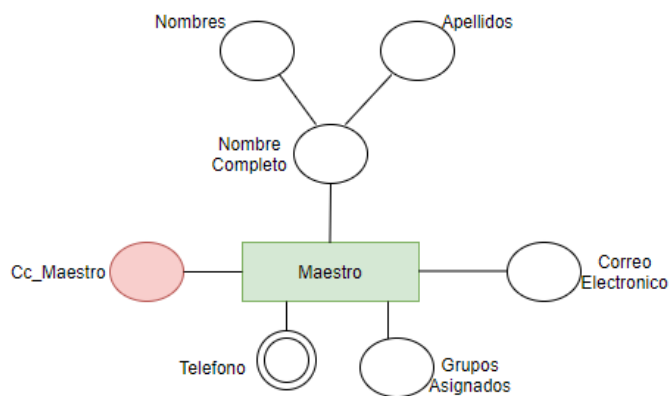 Nombres
Apellidos
Nombre
Completo
Cc_Maestro
Maestro
Correo
Electronico
Telefono
Grupos
Asignados